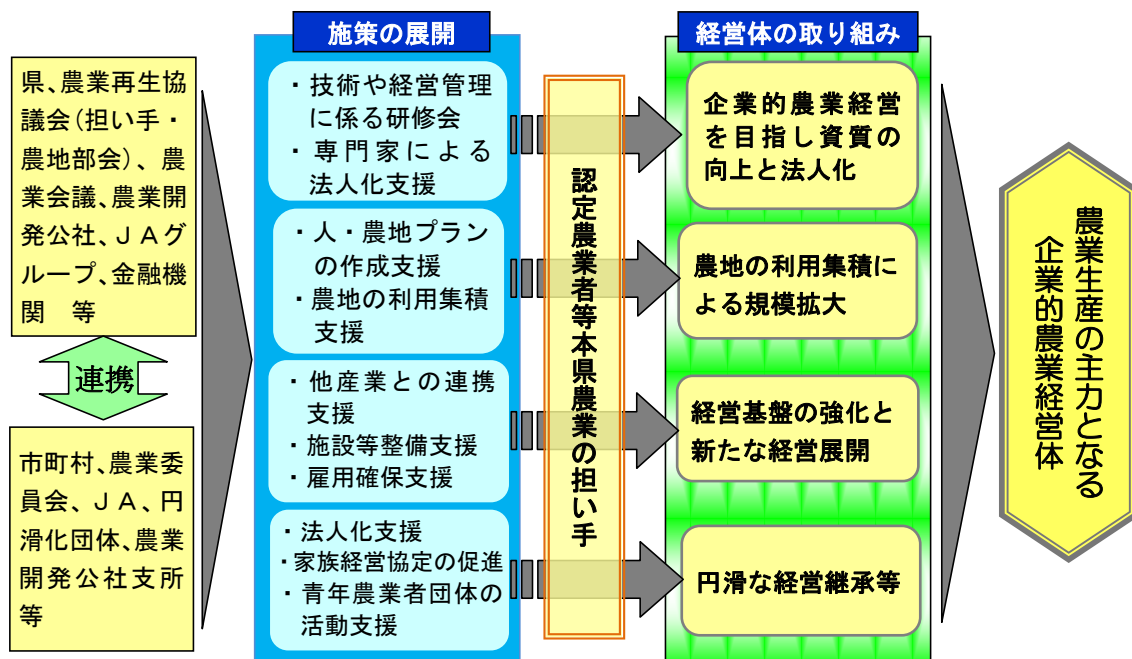 施策の展開
経営体の取り組み
県、農業再生協
議会(担い手・
農地部会)、農
業会議、農業開
発公社、JAグ
ループ、金融機
関　等
連携
市町村、農業委
員会、JA、円
滑化団体、農業
開発公社支所
等
・技術や経営管理
に係る研修会
・専門家による
法人化支援
・人・農地プラン
の作成支援
・農地の利用集積
支援
・他産業との連携
支援
・施設等整備支援
・雇用確保支援
・法人化支援
・家族経営協定の促進
・青年農業者団体の
活動支援
認定農業者等本県農業の担い手
企業的農業経営
を目指し資質の
向上と法人化
農地の利用集積に
よる規模拡大
経営基盤の強化と
新たな経営展開
円滑な経営継承等
農業生産の主力となる
企業的農業経営体